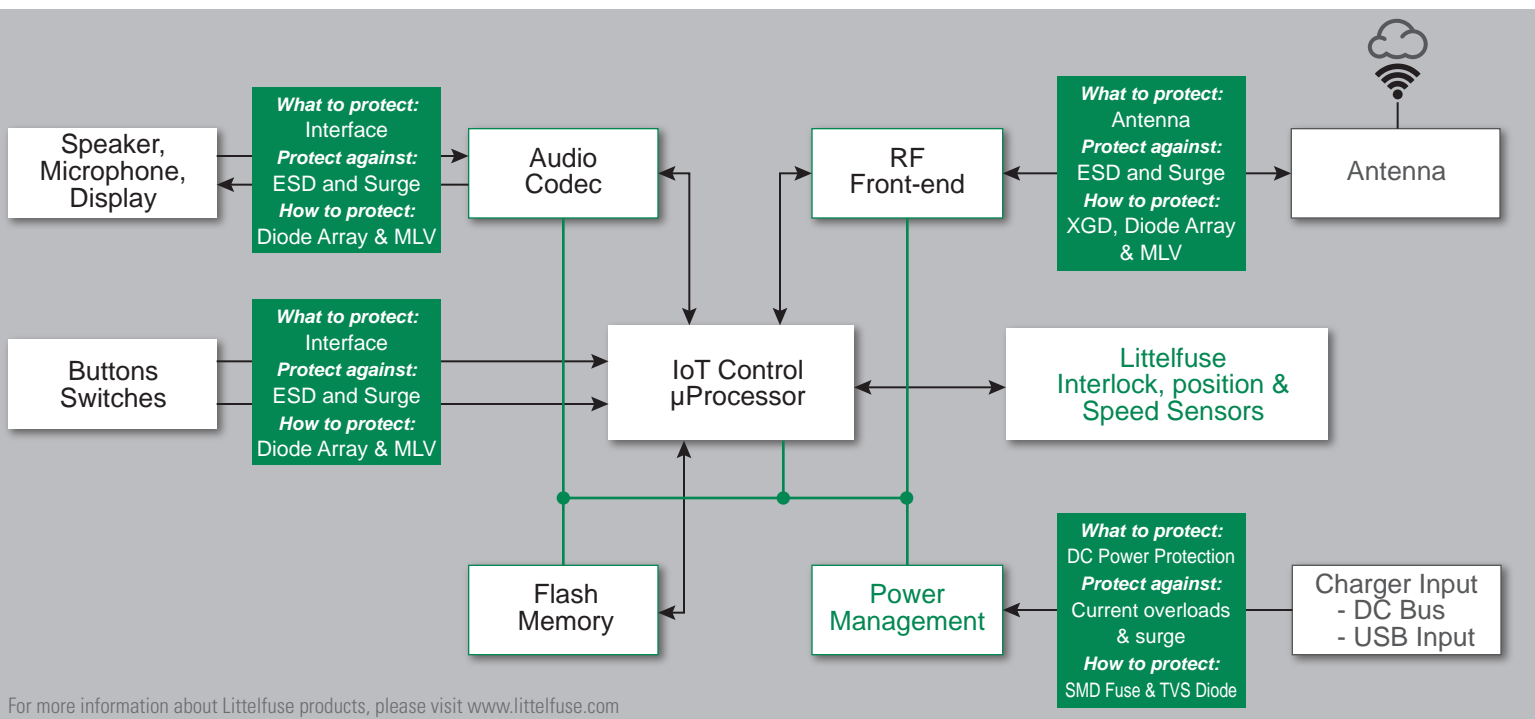 Speaker,
Microphone,
Display
What to protect:
Interface
Protect against:
ESD and Surge
How to protect:
Diode Array & MLV
Audio
Codec
RF
Front-end
What to protect:
Antenna
Protect against:
ESD and Surge
How to protect:
XGD, Diode Array
& MLV
Antenna
Buttons
Switches
What to protect:
Interface
Protect against:
ESD and Surge
How to protect:
Diode Array & MLV
IoT Control
µProcessor
Littelfuse
Interlock, position &
Speed Sensors
Flash
Memory
Power
Management
What to protect:
DC Power Protection
Protect against:
Current overloads
& surge
How to protect:
SMD Fuse & TVS Diode
Charger Input
- DC Bus
- USB Input
For more information about Littelfuse products, please visit www.littelfuse.com